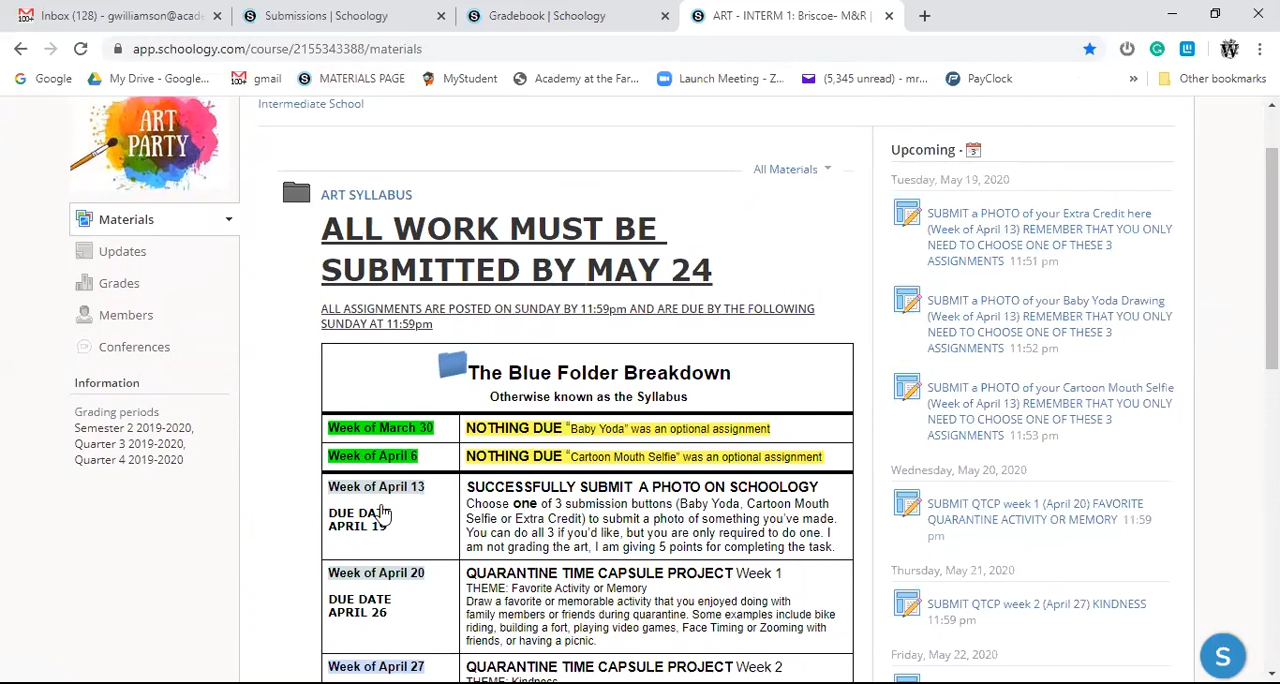 Inbox (128) - gwilliamson@acad
Submissions | Schoology
Gradebook | Schoology
ART - INTERM 1: Briscoe- M&R |
app.schoology.com/course/2155343388/materials
Google
My Drive - Google...
gmail
MATERIALS PAGE
MyStudent
Academy at the Far...
Launch Meeting - Z...
(5,345 unread) - mr...
PayClock
»
Other bookmarks
ART
PARTY
Materials
Updates
Grades
Members
Conferences
Information
Grading periods
Semester 2 2019-2020,
Quarter 3 2019-2020,
Quarter 4 2019-2020
Intermediate School
All Materials
ART SYLLABUS
ALL WORK MUST BE
SUBMITTED BY MAY 24
ALL ASSIGNMENTS ARE POSTED ON SUNDAY BY 11:59pm AND ARE DUE BY THE FOLLOWING
SUNDAY AT 11:59pm
The Blue Folder Breakdown
Otherwise known as the Syllabus
Week of March 30
NOTHING DUE "Baby Yoda" was an optional assignment
Week of April 6
NOTHING DUE "Cartoon Mouth Selfie" was an optional assignment
Week of April 13
DUE DATE
APRIL 19
SUCCESSFULLY SUBMIT A PHOTO ON SCHOOLOGY
Choose one of 3 submission buttons (Baby Yoda, Cartoon Mouth
Selfie or Extra Credit) to submit a photo of something you've made.
You can do all 3 if you'd like, but you are only required to do one. I
am not grading the art, I am giving 5 points for completing the task.
Week of April 20
DUE DATE
APRIL 26
QUARANTINE TIME CAPSULE PROJECT Week 1
THEME: Favorite Activity or Memory
Draw a favorite or memorable activity that you enjoyed doing with
family members or friends during quarantine. Some examples include bike
riding, building a fort, playing video games, Face Timing or Zooming with
friends, or having a picnic.
Week of April 27
QUARANTINE TIME CAPSULE PROJECT Week 2
THEME: Kindness
Upcoming -
3
Tuesday, May 19, 2020
SUBMIT a PHOTO of your Extra Credit here
(Week of April 13) REMEMBER THAT YOU ONLY
NEED TO CHOOSE ONE OF THESE 3
ASSIGNMENTS 11:51 pm
SUBMIT a PHOTO of your Baby Yoda Drawing
(Week of April 13) REMEMBER THAT YOU ONLY
NEED TO CHOOSE ONE OF THESE 3
ASSIGNMENTS 11:52 pm
SUBMIT a PHOTO of your Cartoon Mouth Selfie
(Week of April 13) REMEMBER THAT YOU ONLY
NEED TO CHOOSE ONE OF THESE 3
ASSIGNMENTS 11:53 pm
Wednesday, May 20, 2020
SUBMIT QTCP week 1 (April 20) FAVORITE
QUARANTINE ACTIVITY OR MEMORY 11:59
pm
Thursday, May 21, 2020
SUBMIT QTCP week 2 (April 27) KINDNESS
11:59 pm
Friday, May 22, 2020
S